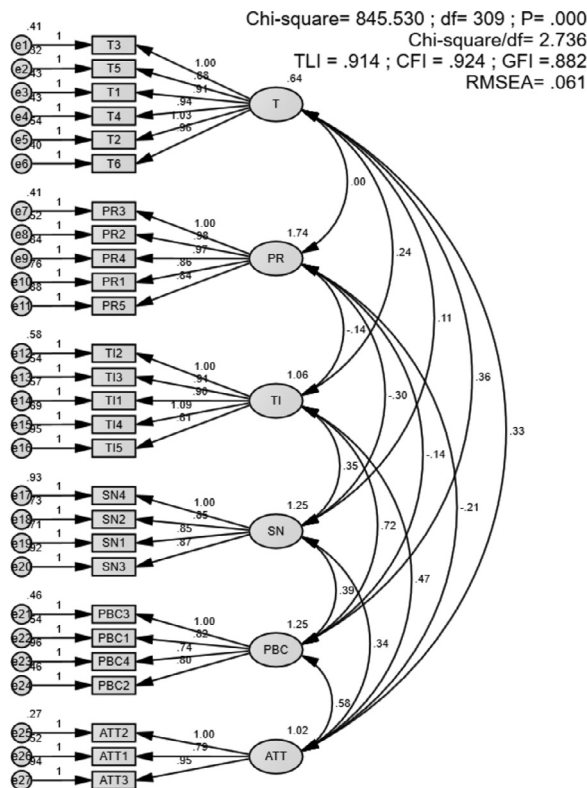 Chi-square= 845.530 ; df= 309 ; P= .000
Chi-square/df= 2.736
TLI = .914 ; CFI = .924 ; GFI =.882
RMSEA= .061
.41
e1 1 T3 1.00 .64
.32
e2 1 T5 .88
.43
e3 1 T1 .91 T
.43
e4 1 T4 .94
.54
e5 1 T2 1.03
.40
e6 1 T6 .96
.00
.41
e7 1 PR3 1.00 1.74
.52
e8 1 PR2 .98 .24
.64
e9 1 PR4 .97 PR
.76
e10 1 PR1 .86
.88
e11 1 PR5 .84
-.14 .11
.58
e12 1 TI2 1.00 1.06
.54
e13 1 TI3 .91 .36
.57
e14 1 TI1 .90 TI -.30
.69
e15 1 TI4 1.09
.95
e16 1 TI5 .81 .33
.35 -.14
.93
e17 1 SN4 1.00 1.25 -.21
.73
e18 1 SN2 .85 .72
.71
e19 1 SN1 .85 SN
.92
e20 1 SN3 .87 .47
.39
.46
e21 1 PBC3 1.00 1.25
.54
e22 1 PBC1 .82 .34
.96
e23 1 PBC4 .74 PBC
.46
e24 1 PBC2 .80
.58
.27
e25 1 ATT2 1.00 1.02
.52
e26 1 ATT1 .79 ATT
.94
e27 1 ATT3 .95